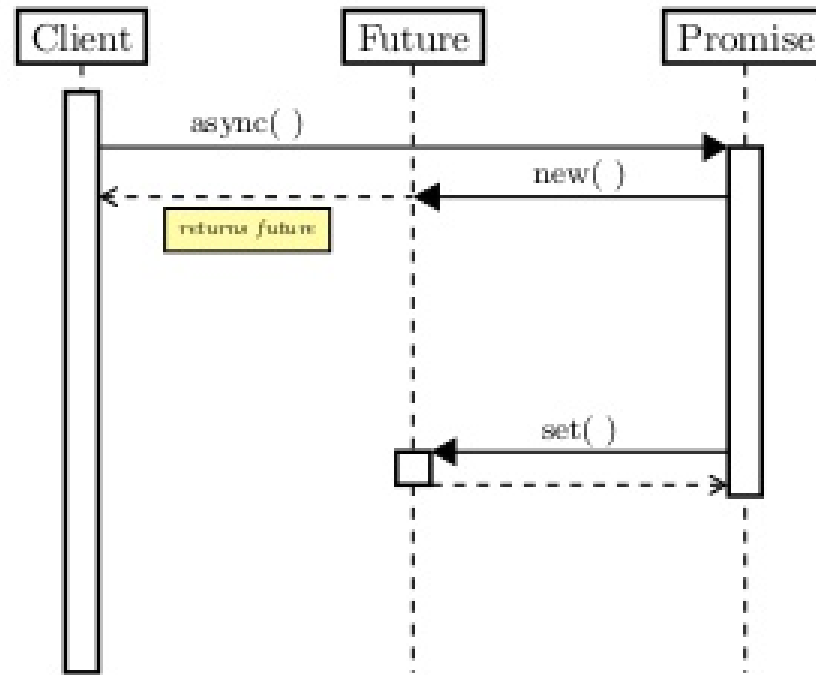 Client
Future
Promise
async( )
new( )
returns future
set( )